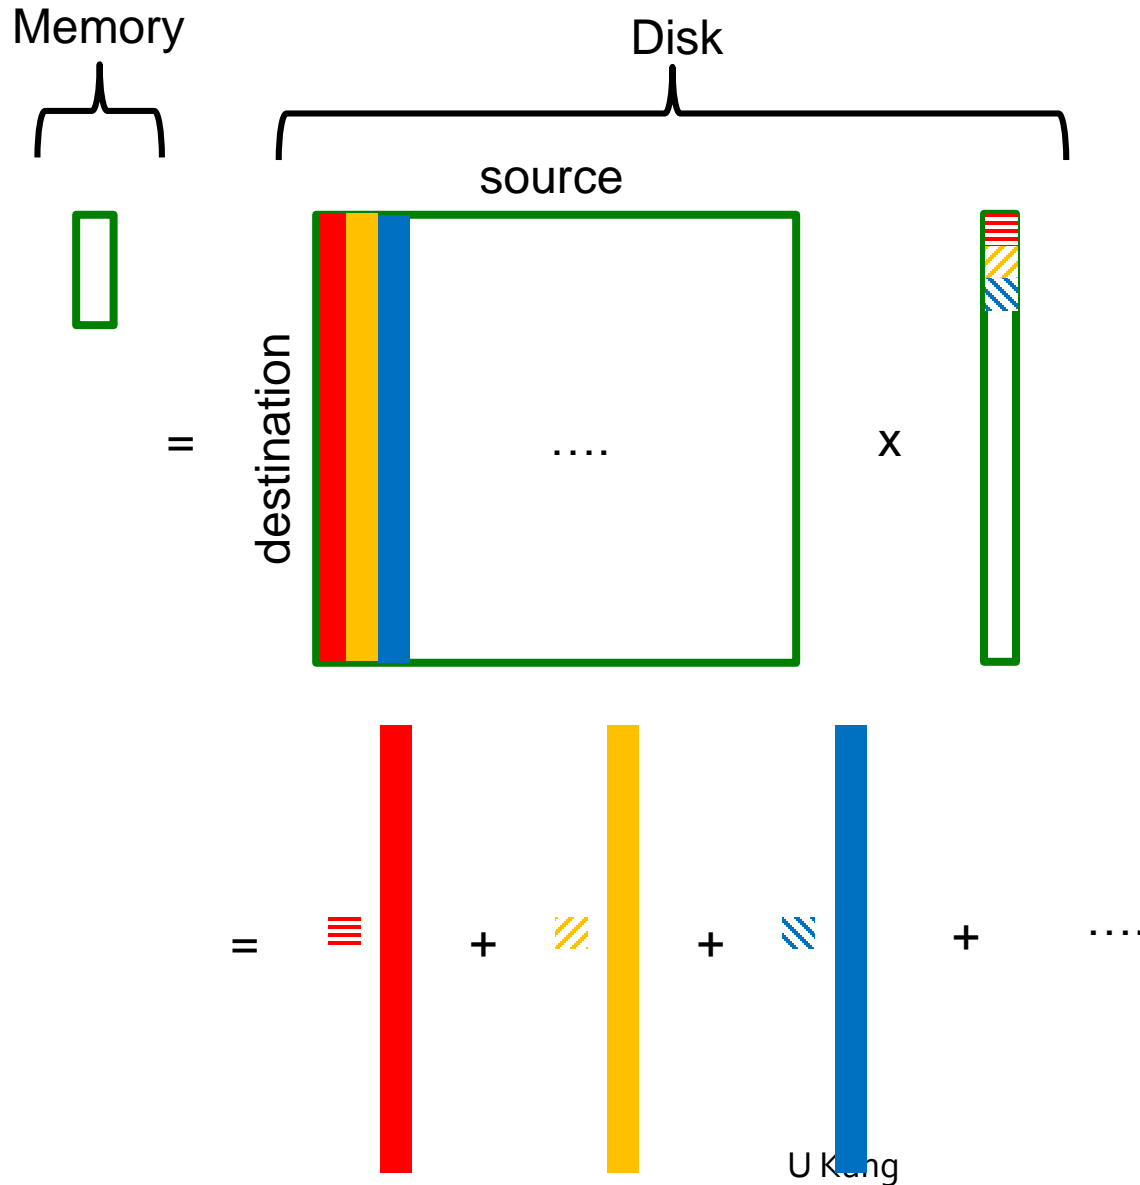 Memory
Disk
source
destination
....
=
x
=
+
+
+
....
U Kang